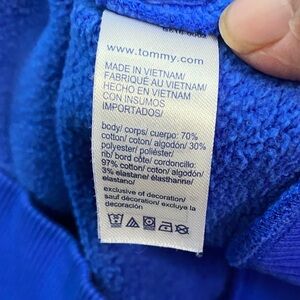 www.tommy.com
MADE IN VIETNAM/
FABRIQUÉ AU VIETNAM/
HECHO EN VIETNAM
CON INSUMOS
IMPORTADOS/
body/ corps/ cuerpo: 70%
cotton/ coton/ algodón/ 30%
polyester/ poliéster/
rib/ bord côte/ cordoncillo:
97% cotton/ coton/ algodón/
3% elastane/ élasthanne/
elastano/
exclusive of decoration/
sauf décoration/ excluye la
decoración